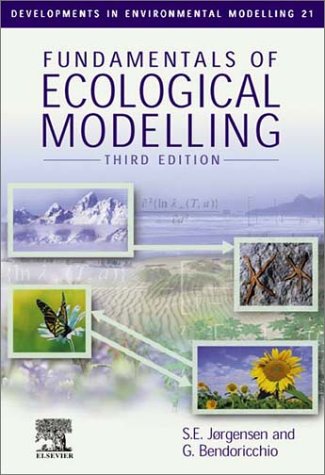 DEVELOPMENTS IN ENVIRONMENTAL MODELLING 21
FUNDAMENTALS OF
ECOLOGICAL
MODELLING
THIRD EDITION
S.E. Jørgensen and
G. Bendoricchio
ELSEVIER